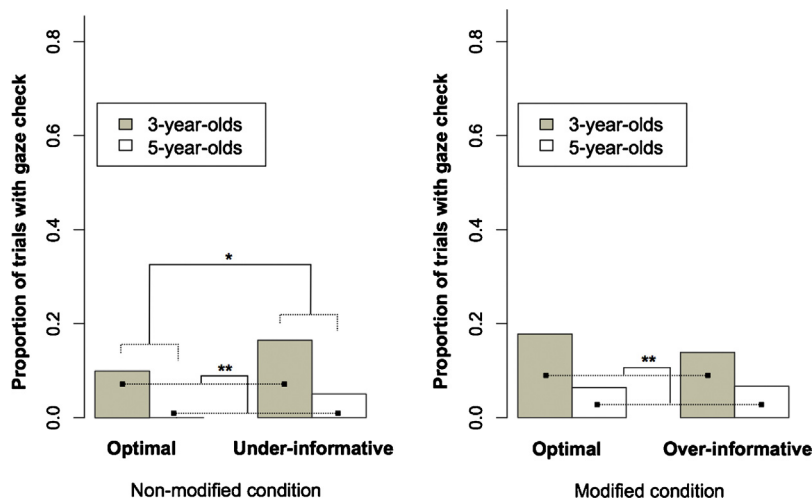 Proportion of trials with gaze check
0.8
0.6
0.4
0.2
0.0
3-year-olds
5-year-olds
*
**
Optimal
Under-informative
Non-modified condition
Proportion of trials with gaze check
0.8
0.6
0.4
0.2
0.0
3-year-olds
5-year-olds
**
Optimal
Over-informative
Modified condition